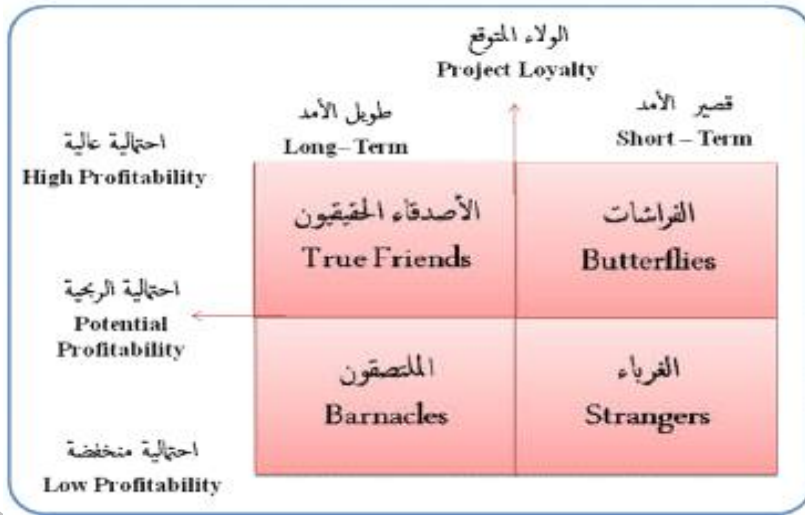 الولاء المتوقع
Project Loyalty
طويل الأمد
Long-Term
قصير الأمد
Short – Term
احتمالية عالية
High Profitability
الأصدقاء الحقيقيون
True Friends
الفراشات
Butterflies
احتمالية الربحية
Potential
Profitability
الملتصقون
Barnacles
الغرباء
Strangers
احتمالية منخفضة
Low Profitability